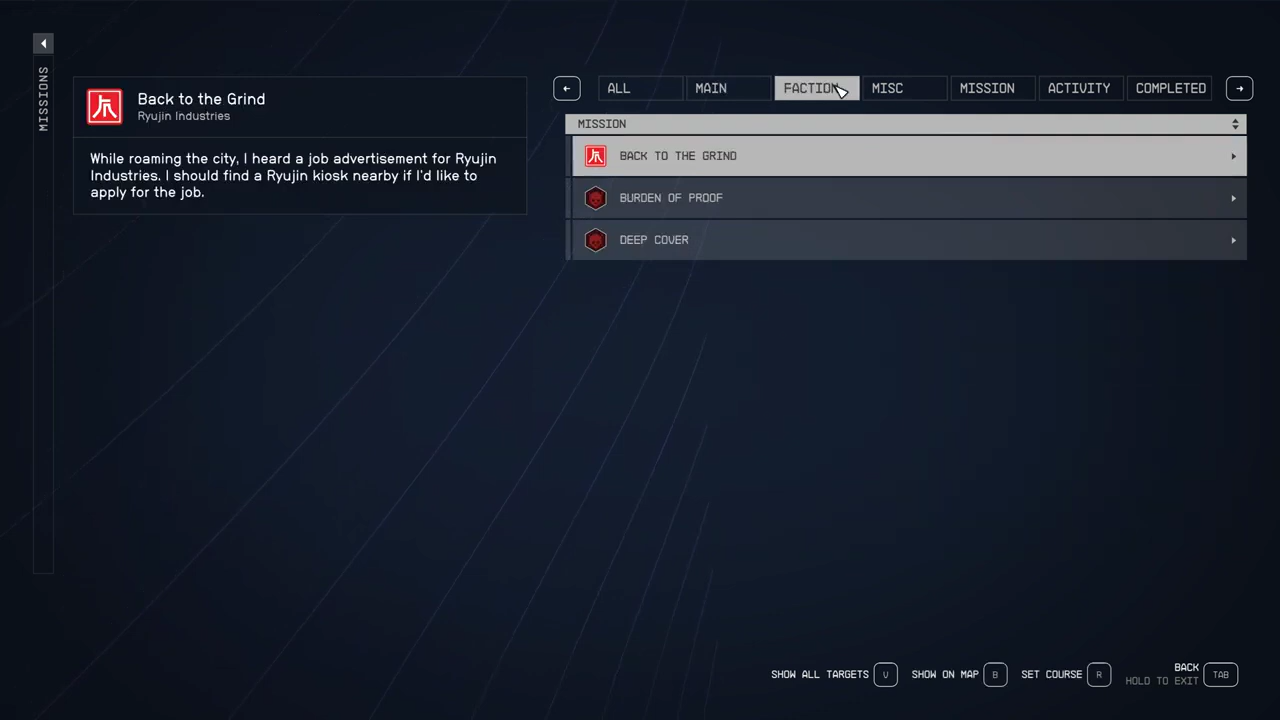 MISSIONS
Back to the Grind
Ryujin Industries
While roaming the city, I heard a job advertisement for Ryujin
Industries. I should find a Ryujin kiosk nearby if I'd like to
apply for the job.
ALL MAIN FACTION MISC MISSION ACTIVITY COMPLETED
MISSION
BACK TO THE GRIND
BURDEN OF PROOF
DEEP COVER
SHOW ALL TARGETS V SHOW ON MAP B SET COURSE R BACK TAB
HOLD TO EXIT